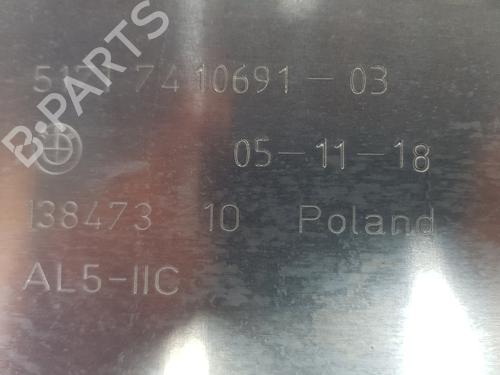 B-PARTS
7410691-03
05-11-18
138473 10 Poland
AL5-IIC